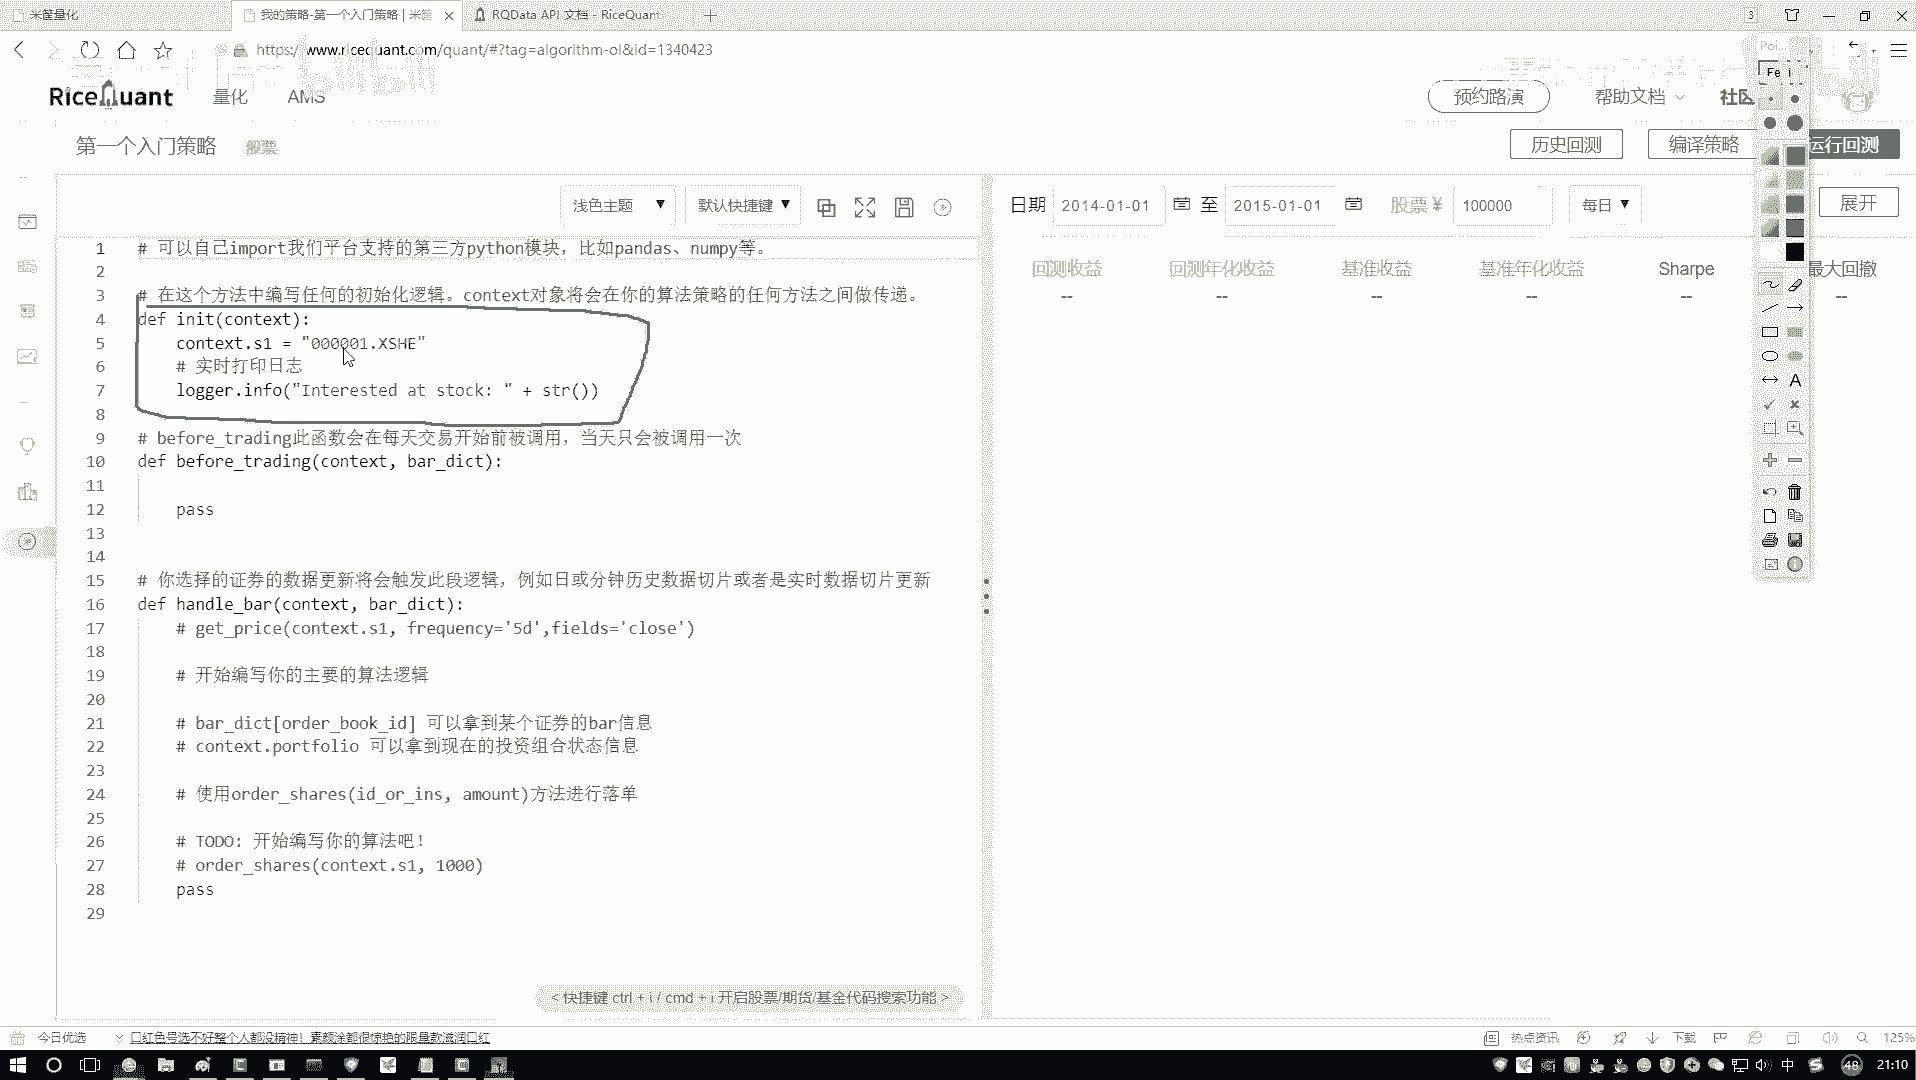 米筐量化
我的策略-第一个入门策略 | 米筐
RQData API 文档 - RiceQuant
3
https://www.ricequant.com/quant/#?tag=algorithm-ol&id=1340423
RiceQuant 量化 AMS 预约路演 帮助文档 社区
第一个入门策略 股票 历史回测 编译策略 运行回测
浅色主题 默认快捷键
日期 2014-01-01 至 2015-01-01 股票 ¥ 100000 每日 展开
回测收益 回测年化收益 基准收益 基准年化收益 Sharpe 最大回撤
-- -- -- -- -- --
1 # 可以自己import我们平台支持的第三方python模块，比如pandas、numpy等。
2
3 # 在这个方法中编写任何的初始化逻辑。context对象将会在你的算法策略的任何方法之间做传递。
4 def init(context):
5 context.s1 = "000001.XSHE"
6 # 实时打印日志
7 logger.info("Interested at stock: " + str())
8
9 # before_trading此函数会在每天交易开始前被调用，当天只会被调用一次
10 def before_trading(context, bar_dict):
11
12 pass
13
14
15 # 你选择的证券的数据更新将会触发此段逻辑，例如日或分钟历史数据切片或者是实时数据切片更新
16 def handle_bar(context, bar_dict):
17 # get_price(context.s1, frequency='5d',fields='close')
18
19 # 开始编写你的主要的算法逻辑
20
21 # bar_dict[order_book_id] 可以拿到某个证券的bar信息
22 # context.portfolio 可以拿到现在的投资组合状态信息
23
24 # 使用order_shares(id_or_ins, amount)方法进行落单
25
26 # TODO: 开始编写你的算法吧！
27 # order_shares(context.s1, 1000)
28 pass
29
< 快捷键 ctrl + i / cmd + i 开启股票/期货/基金代码搜索功能 >
今日优选 口红色号选不好整个人都没精神！素颜涂都很惊艳的限量款滋润口红
热点资讯 下载 125%
中 48 21:10